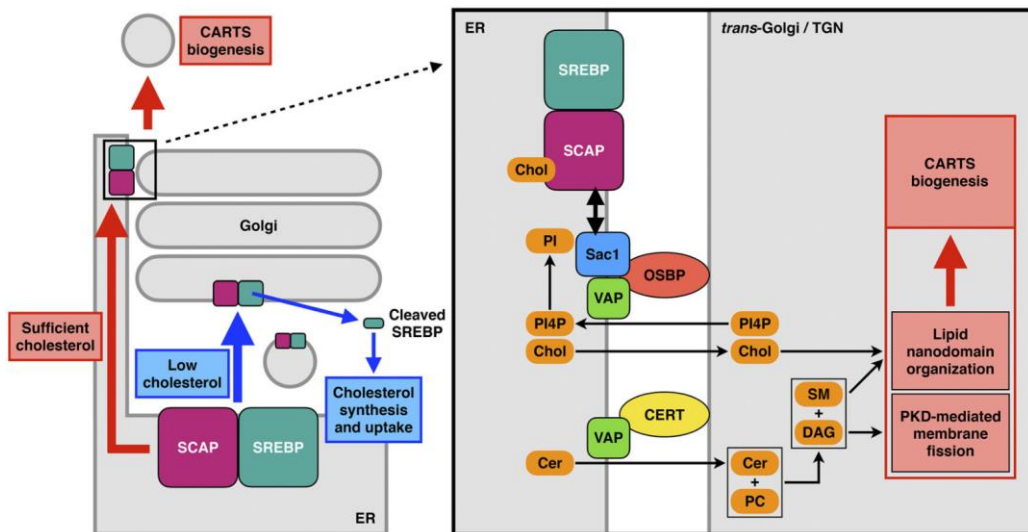 CARTS
biogenesis
Golgi
Cleaved
SREBP
Sufficient
cholesterol
Low
cholesterol
Cholesterol
synthesis
and uptake
SCAP
SREBP
ER
ER
trans-Golgi / TGN
SREBP
SCAP
Chol
PI
Sac1
OSBP
VAP
PI4P
PI4P
Chol
Chol
CERT
VAP
Cer
Cer
+
PC
SM
+
DAG
CARTS
biogenesis
Lipid
nanodomain
organization
PKD-mediated
membrane
fission